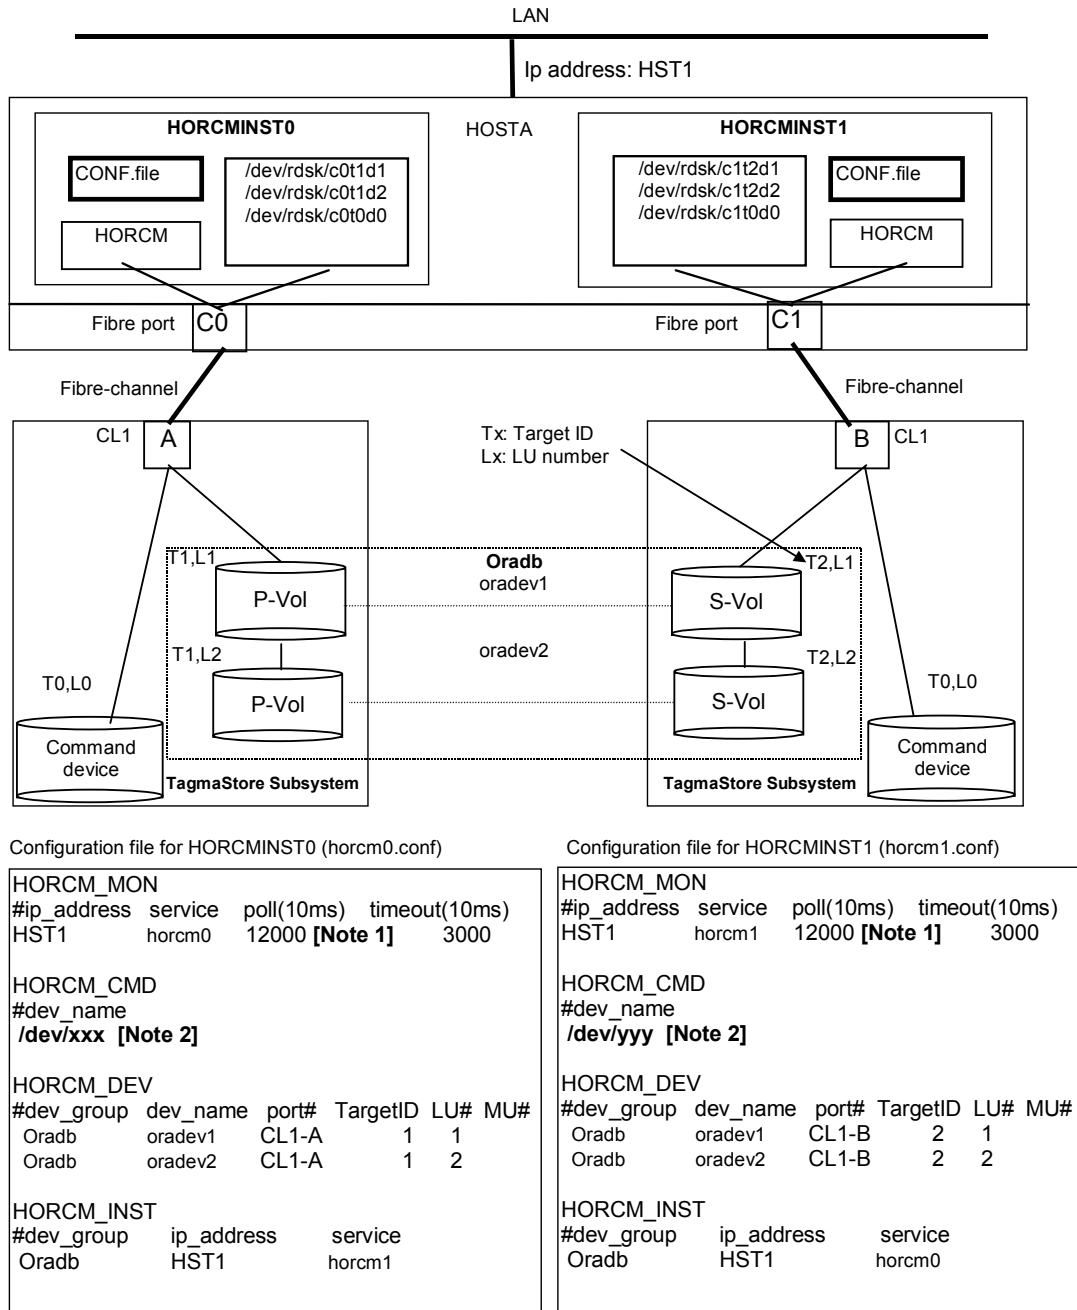 LAN
Ip address: HST1
HORCMINST0
HOSTA
HORCMINST1
CONF.file
/dev/rdsk/c0t1d1
/dev/rdsk/c0t1d2
/dev/rdsk/c0t0d0
HORCM
/dev/rdsk/c1t2d1
/dev/rdsk/c1t2d2
/dev/rdsk/c1t0d0
CONF.file
HORCM
Fibre port
C0
Fibre port
C1
Fibre-channel
Fibre-channel
CL1
A
Tx: Target ID
Lx: LU number
B
CL1
T1,L1
Oradb
oradev1
T2,L1
P-Vol
S-Vol
T1,L2
oradev2
T2,L2
T0,L0
P-Vol
S-Vol
T0,L0
Command
device
TagmaStore Subsystem
TagmaStore Subsystem
Command
device
Configuration file for HORCMINST0 (horcm0.conf)
HORCM_MON
#ip_address service poll(10ms) timeout(10ms)
HST1 horcm0 12000 [Note 1] 3000
HORCM_CMD
#dev_name
/dev/xxx [Note 2]
HORCM_DEV
#dev_group dev_name port# TargetID LU# MU#
Oradb oradev1 CL1-A 1 1
Oradb oradev2 CL1-A 1 2
HORCM_INST
#dev_group ip_address service
Oradb HST1 horcm1
Configuration file for HORCMINST1 (horcm1.conf)
HORCM_MON
#ip_address service poll(10ms) timeout(10ms)
HST1 horcm1 12000 [Note 1] 3000
HORCM_CMD
#dev_name
/dev/yyy [Note 2]
HORCM_DEV
#dev_group dev_name port# TargetID LU# MU#
Oradb oradev1 CL1-B 2 1
Oradb oradev2 CL1-B 2 2
HORCM_INST
#dev_group ip_address service
Oradb HST1 horcm0